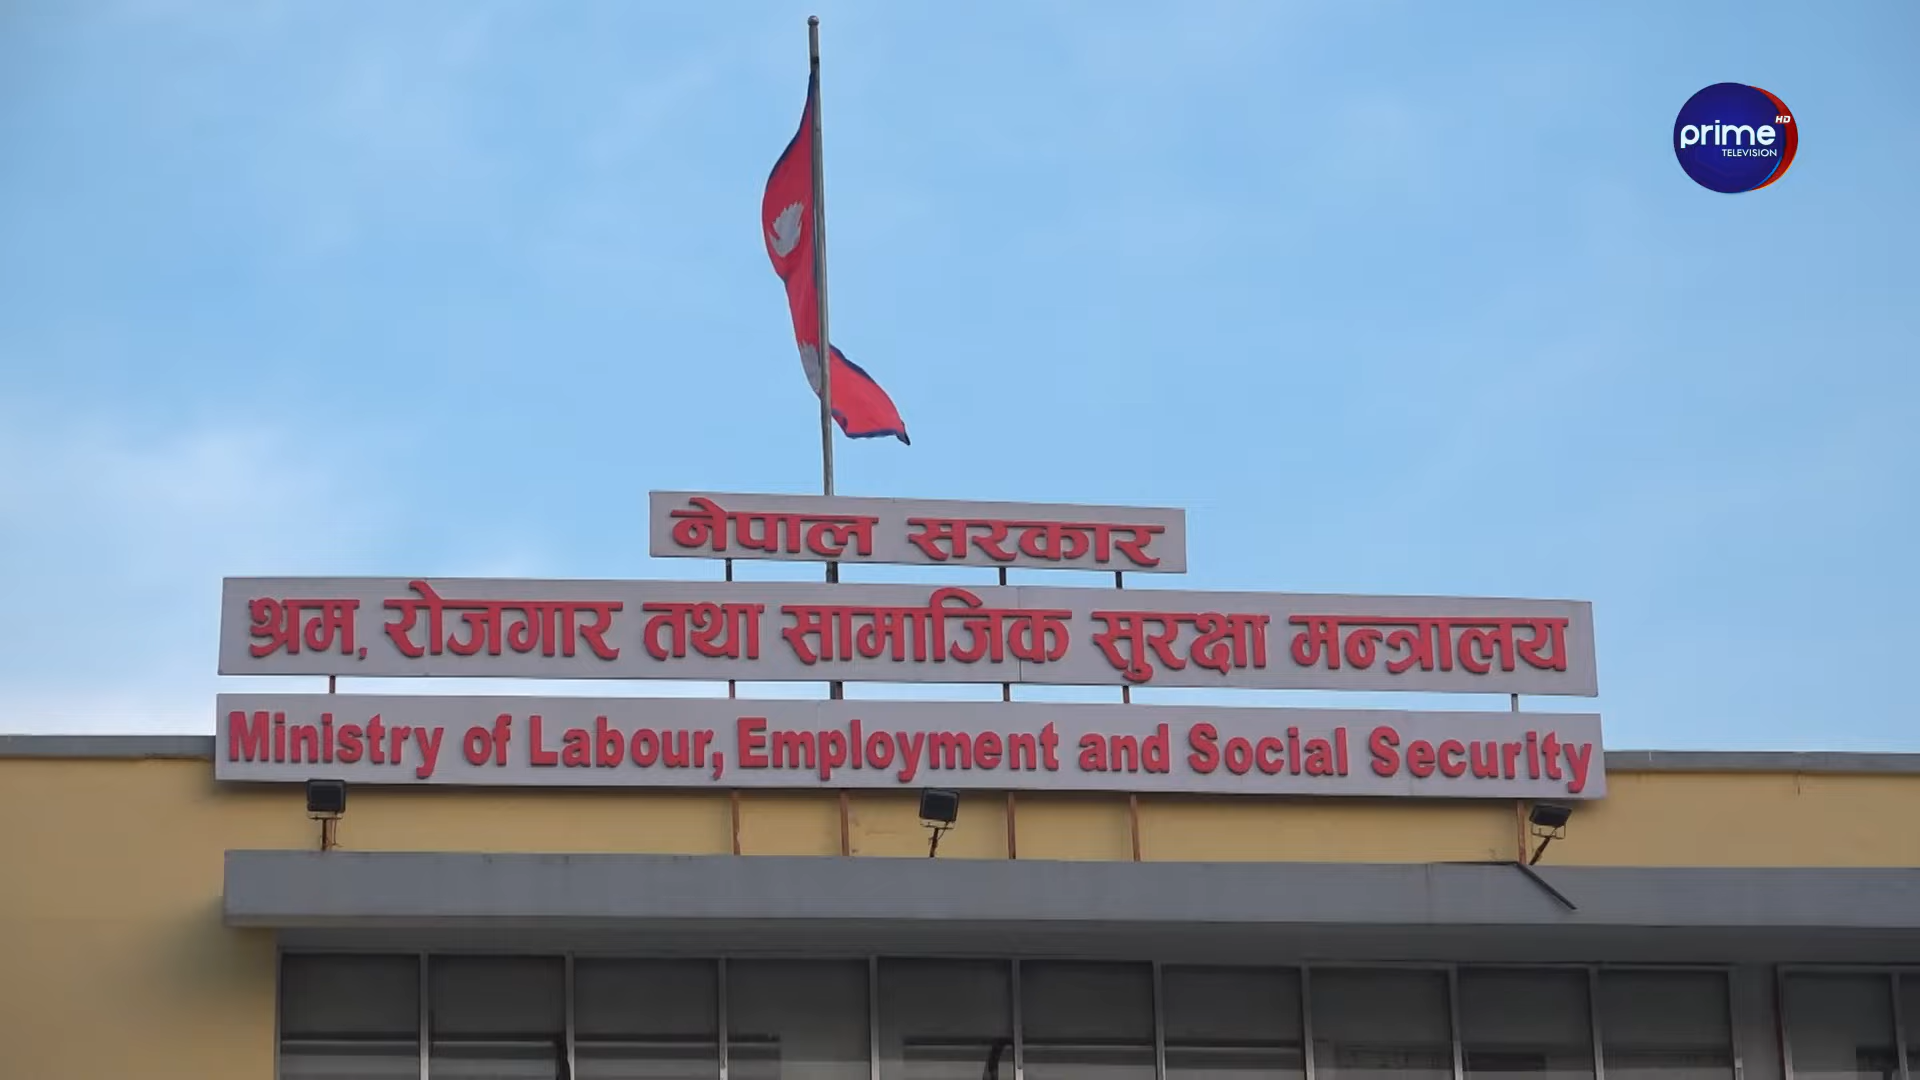 prime HD
TELEVISION
नेपाल सरकार
श्रम, रोजगार तथा सामाजिक सुरक्षा मन्त्रालय
Ministry of Labour, Employment and Social Security